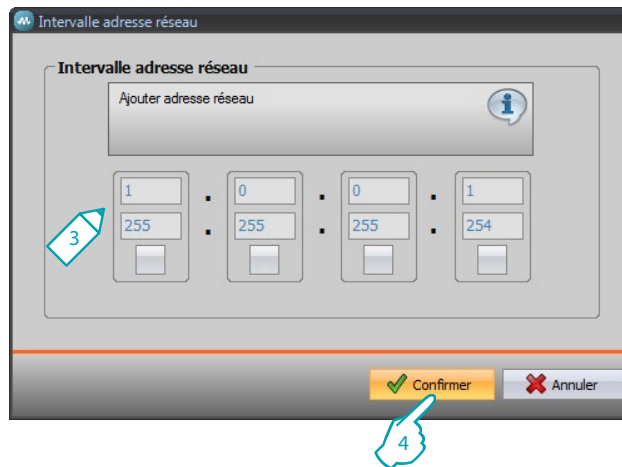 Intervalle adresse réseau
Intervalle adresse réseau
Ajouter adresse réseau
1 . 0 . 0 . 1
255 . 255 . 255 . 254
3
Confirmer
Annuler
4